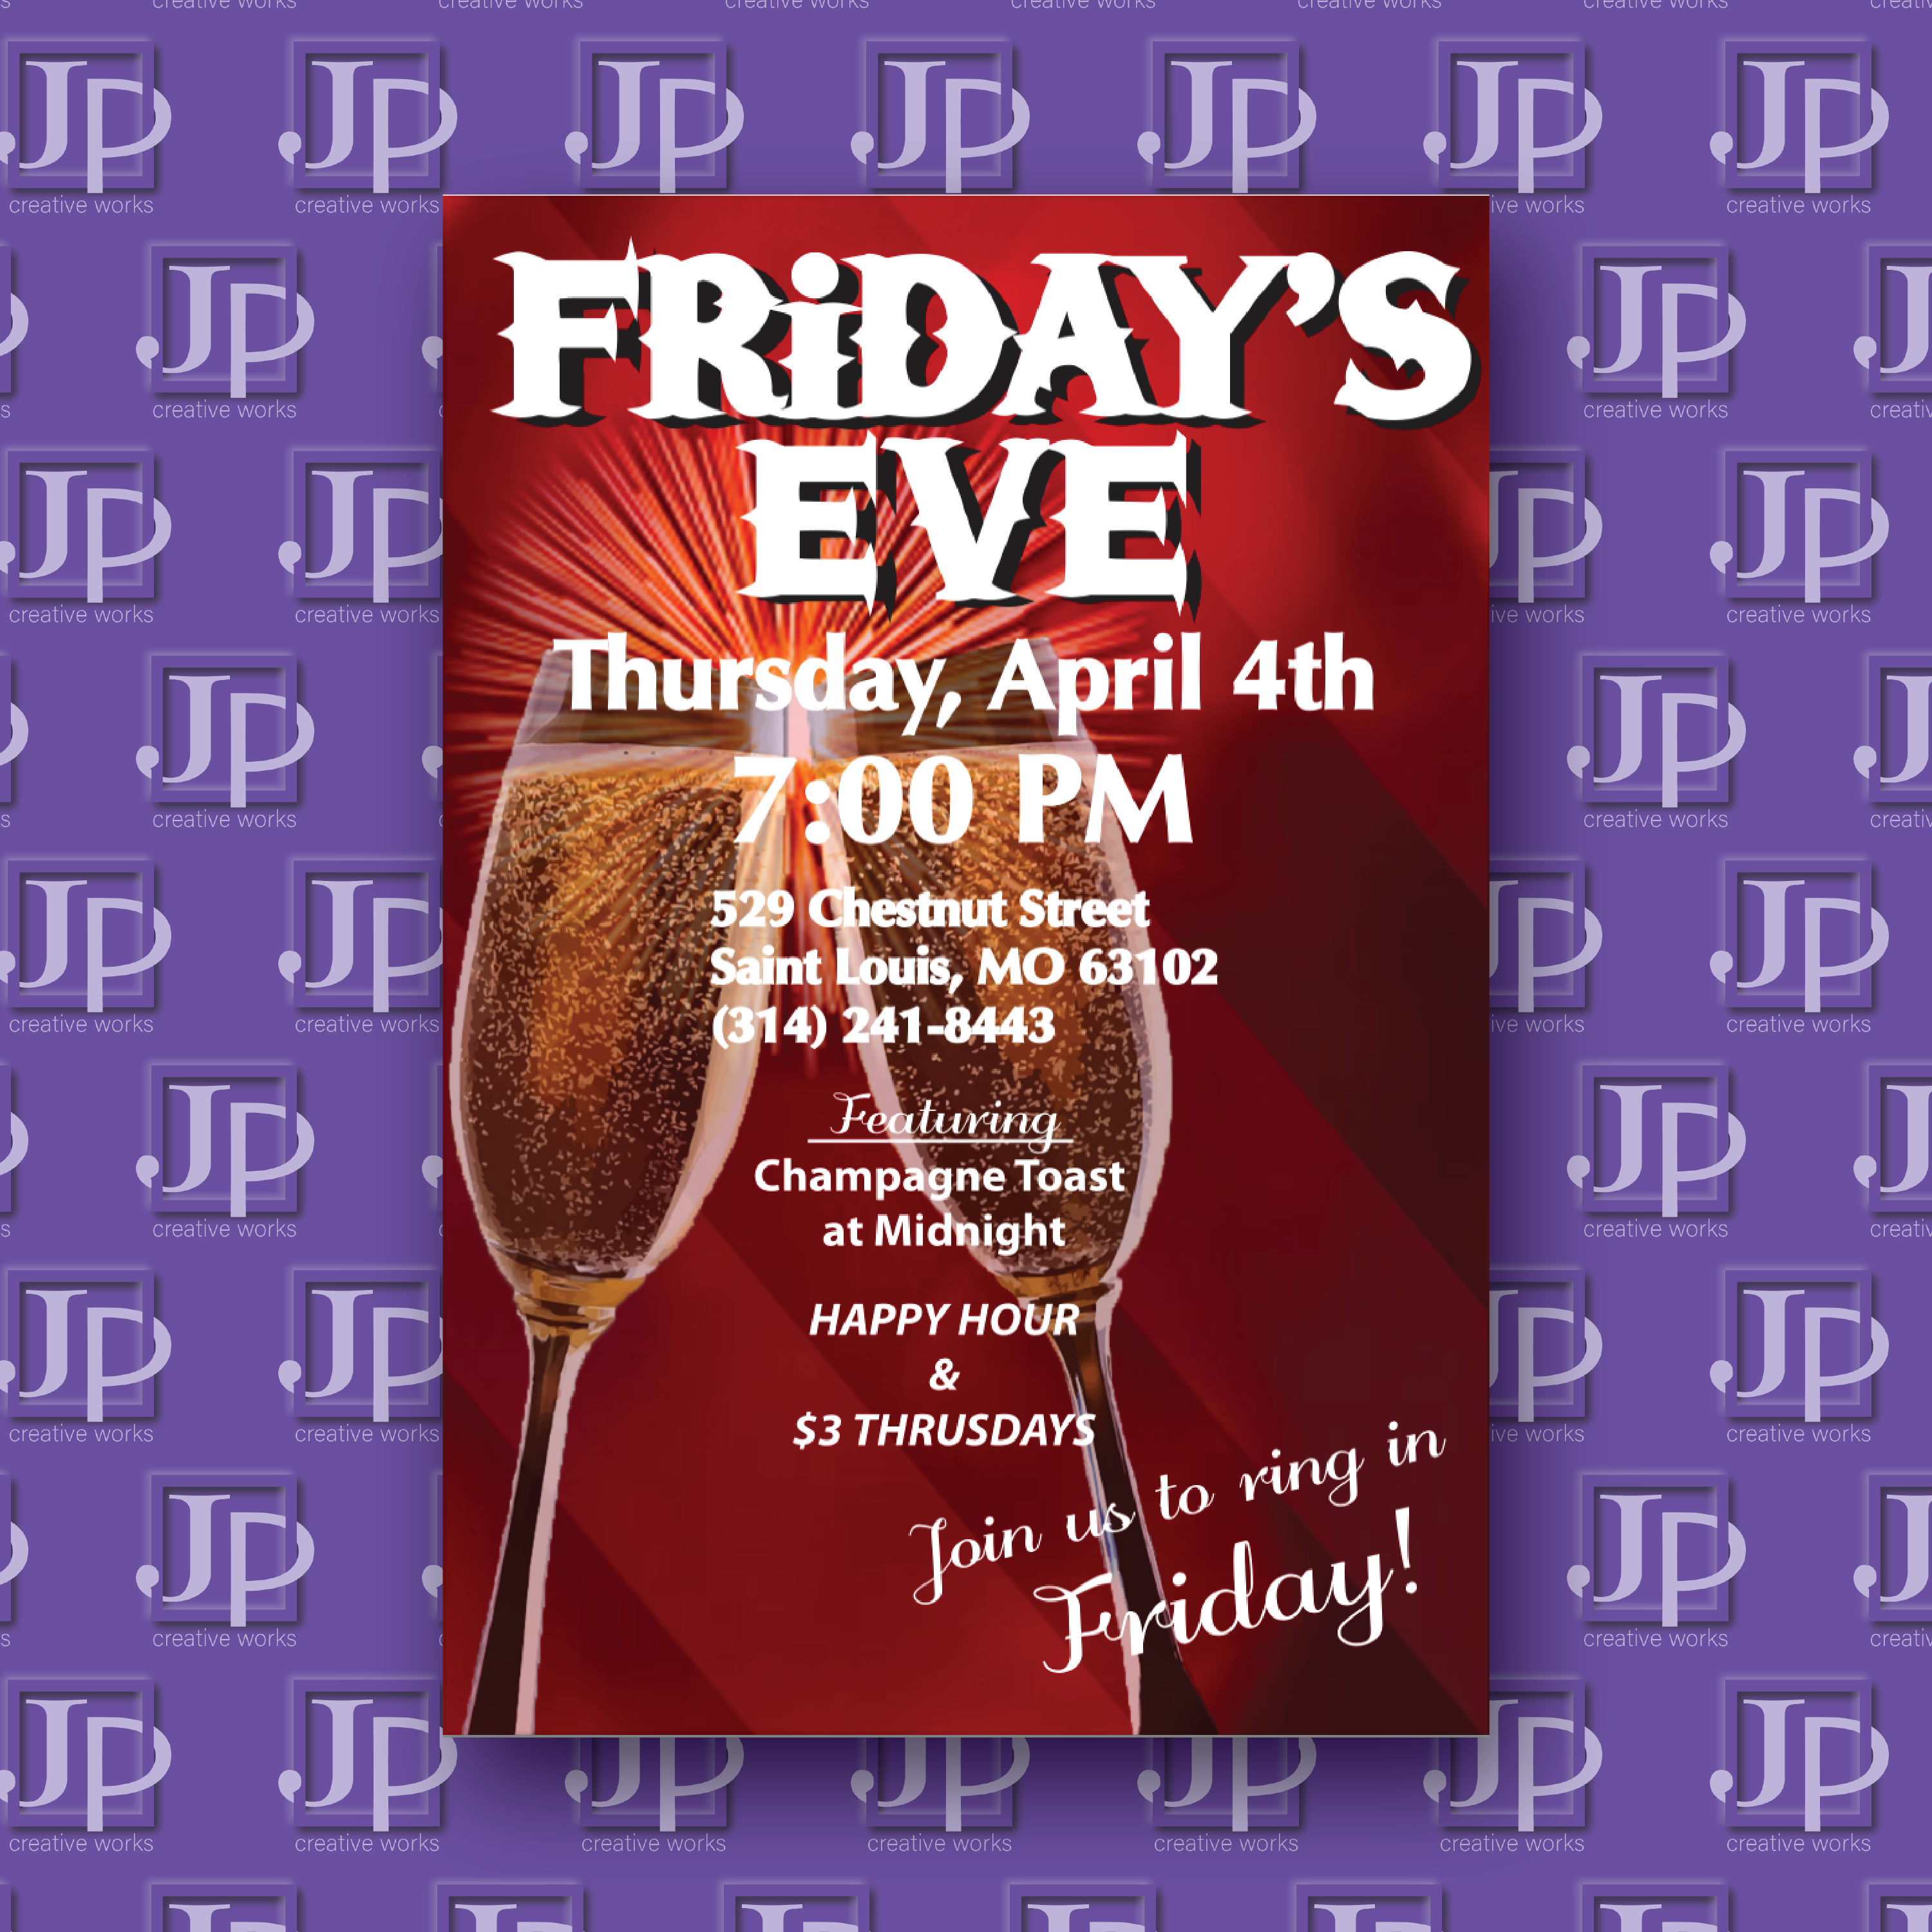 FRiDAY'S
EVE
Thursday, April 4th
7:00 PM
529 Chestnut Street
Saint Louis, MO 63102
(314) 241-8443
Featuring
Champagne Toast
at Midnight
HAPPY HOUR
&
$3 THRUSDAYS
Join us to ring in
Friday!
JP
creative works